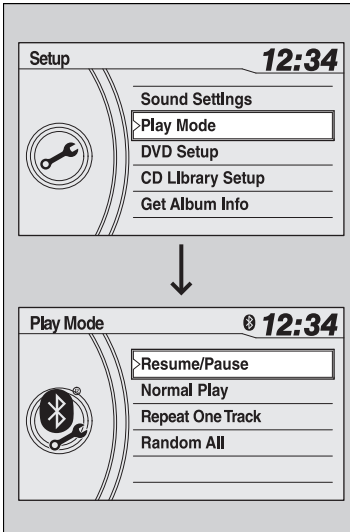 Setup
12:34
Sound Settings
Play Mode
DVD Setup
CD Library Setup
Get Album Info
Play Mode
12:34
Resume/Pause
Normal Play
Repeat One Track
Random All